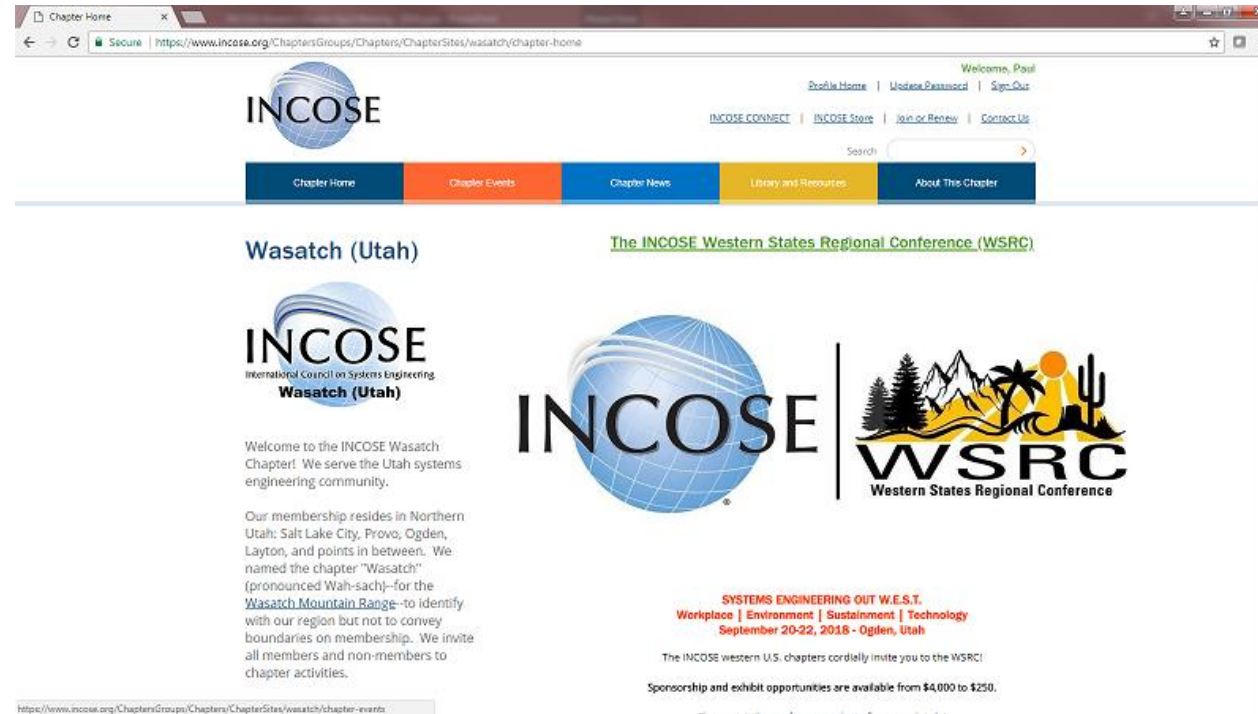 Chapter Home
Secure | https://www.incose.org/ChaptersGroups/Chapters/ChapterSites/wasatch/chapter-home
INCOSE
Welcome, Paul
Profile Home | Update Password | Sign Out
INCOSE CONNECT | INCOSE Store | Join or Renew | Contact Us
Search
Chapter Home
Chapter Events
Chapter News
Library and Resources
About This Chapter
Wasatch (Utah)
INCOSE
International Council on Systems Engineering
Wasatch (Utah)
Welcome to the INCOSE Wasatch
Chapter! We serve the Utah systems
engineering community.
Our membership resides in Northern
Utah: Salt Lake City, Provo, Ogden,
Layton, and points in between. We
named the chapter "Wasatch"
(pronounced Wah-sach)--for the
Wasatch Mountain Range--to identify
with our region but not to convey
boundaries on membership. We invite
all members and non-members to
chapter activities.
The INCOSE Western States Regional Conference (WSRC)
INCOSE
®
WSRC
Western States Regional Conference
SYSTEMS ENGINEERING OUT W.E.S.T.
Workplace | Environment | Sustainment | Technology
September 20-22, 2018 - Ogden, Utah
The INCOSE western U.S. chapters cordially invite you to the WSRC!
Sponsorship and exhibit opportunities are available from $4,000 to $250.
https://www.incose.org/ChaptersGroups/Chapters/ChapterSites/wasatch/chapter-events